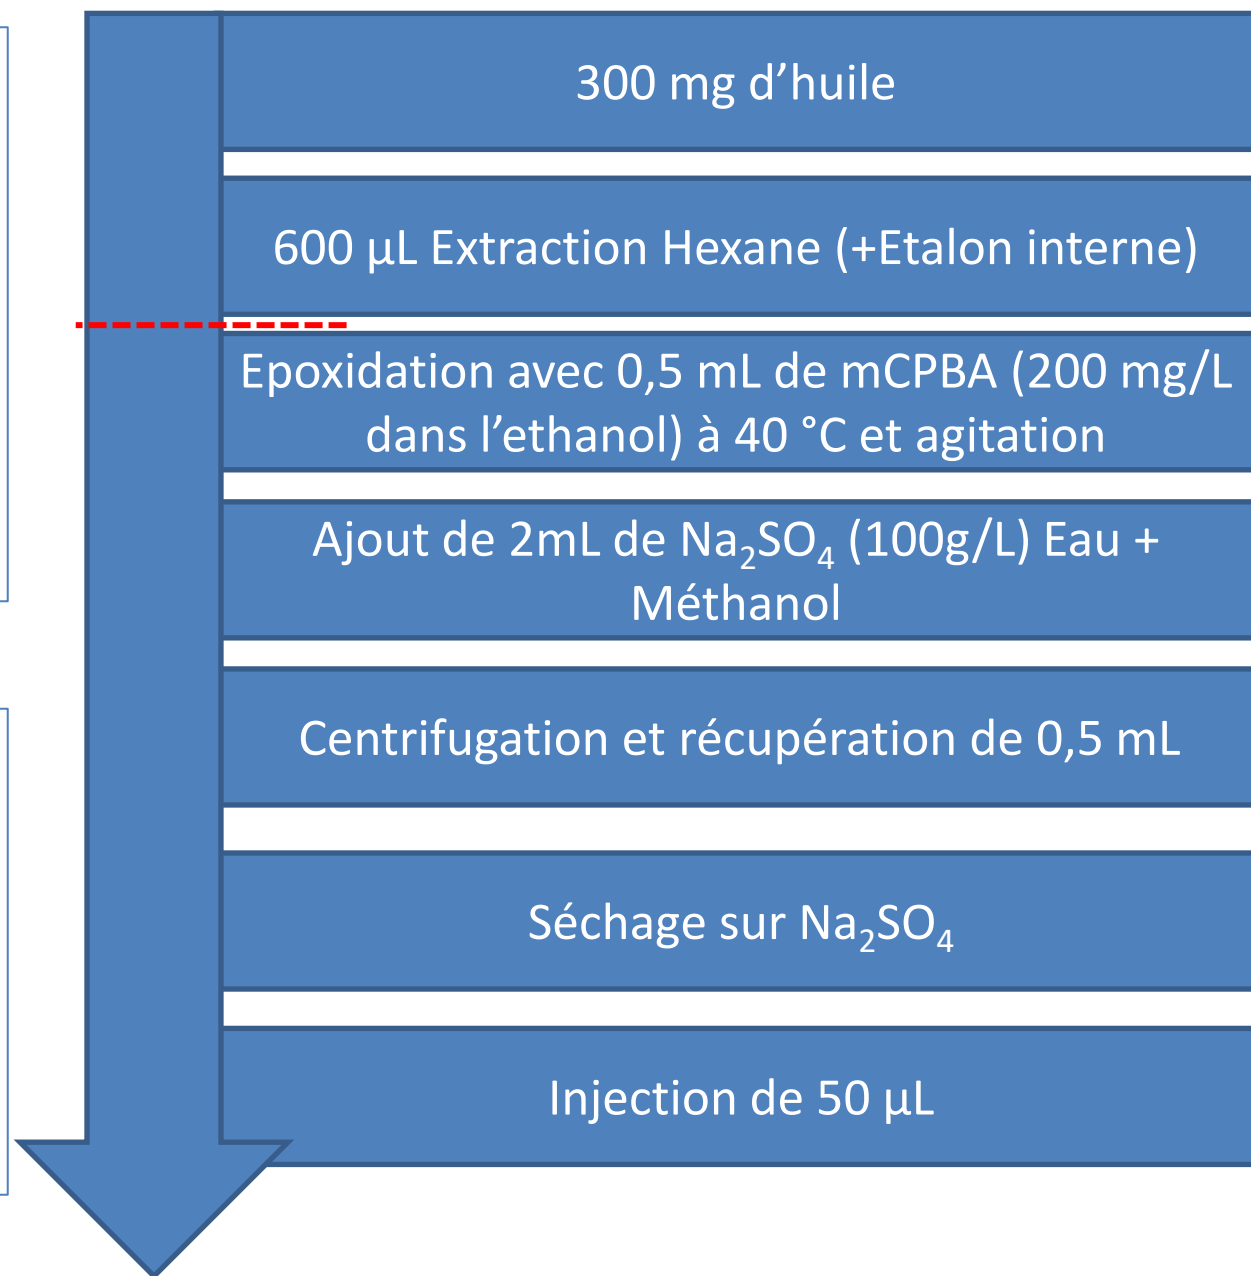 300 mg d’huile
600 µL Extraction Hexane (+Etalon interne)
Epoxidation avec 0,5 mL de mCPBA (200 mg/L
dans l’ethanol) à 40 °C et agitation
Ajout de 2mL de Na₂SO₄ (100g/L) Eau +
Méthanol
Centrifugation et récupération de 0,5 mL
Séchage sur Na₂SO₄
Injection de 50 µL